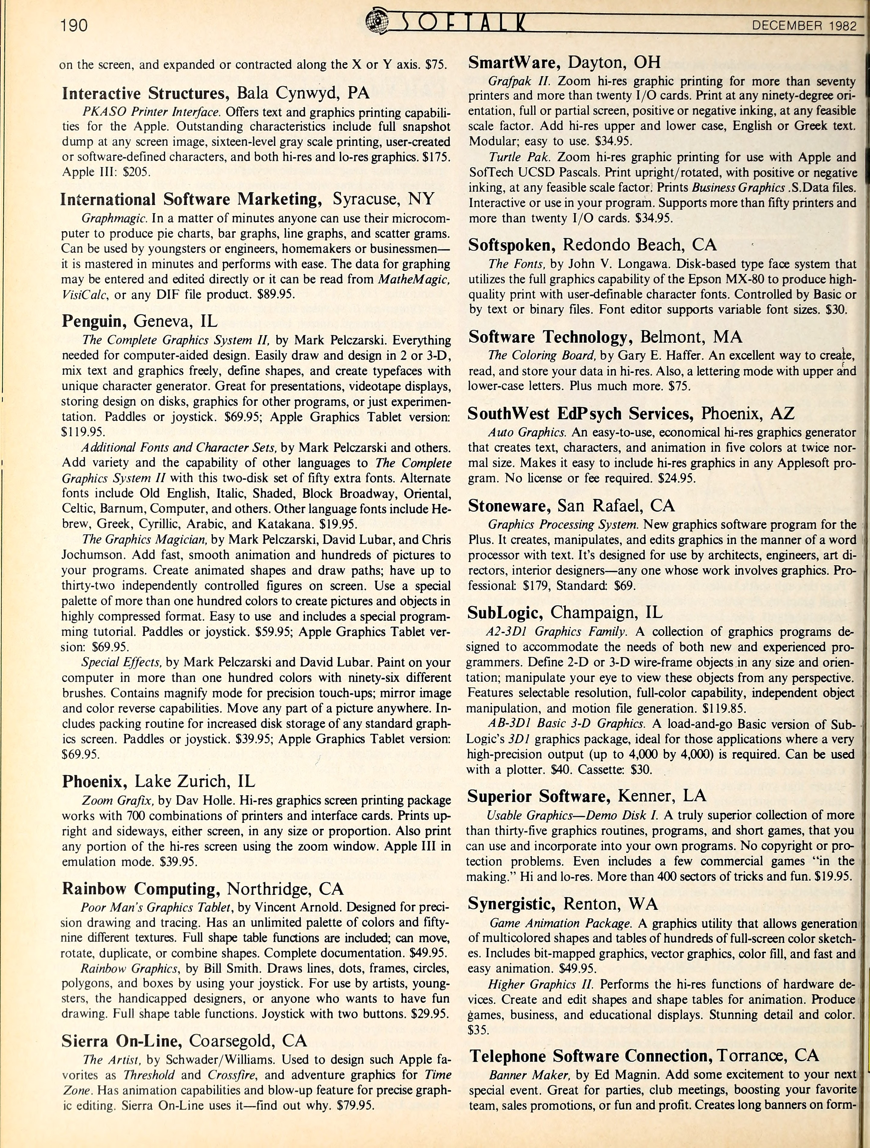 190
SOFTALK
DECEMBER 1982
on the screen, and expanded or contracted along the X or Y axis. $75.
Interactive Structures, Bala Cynwyd, PA
PKASO Printer Interface. Offers text and graphics printing capabili-
ties for the Apple. Outstanding characteristics include full snapshot
dump at any screen image, sixteen-level gray scale printing, user-created
or software-defined characters, and both hi-res and lo-res graphics. $175.
Apple III: $205.
International Software Marketing, Syracuse, NY
Graphmagic. In a matter of minutes anyone can use their microcom-
puter to produce pie charts, bar graphs, line graphs, and scatter grams.
Can be used by youngsters or engineers, homemakers or businessmen—
it is mastered in minutes and performs with ease. The data for graphing
may be entered and edited directly or it can be read from MatheMagic,
VisiCalc, or any DIF file product. $89.95.
Penguin, Geneva, IL
The Complete Graphics System II, by Mark Pelczarski. Everything
needed for computer-aided design. Easily draw and design in 2 or 3-D,
mix text and graphics freely, define shapes, and create typefaces with
unique character generator. Great for presentations, videotape displays,
storing design on disks, graphics for other programs, or just experimen-
tation. Paddles or joystick. $69.95; Apple Graphics Tablet version:
$119.95.
Additional Fonts and Character Sets, by Mark Pelczarski and others.
Add variety and the capability of other languages to The Complete
Graphics System II with this two-disk set of fifty extra fonts. Alternate
fonts include Old English, Italic, Shaded, Block Broadway, Oriental,
Celtic, Barnum, Computer, and others. Other language fonts include He-
brew, Greek, Cyrillic, Arabic, and Katakana. $19.95.
The Graphics Magician, by Mark Pelczarski, David Lubar, and Chris
Jochumson. Add fast, smooth animation and hundreds of pictures to
your programs. Create animated shapes and draw paths; have up to
thirty-two independently controlled figures on screen. Use a special
palette of more than one hundred colors to create pictures and objects in
highly compressed format. Easy to use and includes a special program-
ming tutorial. Paddles or joystick. $59.95; Apple Graphics Tablet ver-
sion: $69.95.
Special Effects, by Mark Pelczarski and David Lubar. Paint on your
computer in more than one hundred colors with ninety-six different
brushes. Contains magnify mode for precision touch-ups; mirror image
and color reverse capabilities. Move any part of a picture anywhere. In-
cludes packing routine for increased disk storage of any standard graph-
ics screen. Paddles or joystick. $39.95; Apple Graphics Tablet version:
$69.95.
Phoenix, Lake Zurich, IL
Zoom Grafix, by Dav Holle. Hi-res graphics screen printing package
works with 700 combinations of printers and interface cards. Prints up-
right and sideways, either screen, in any size or proportion. Also print
any portion of the hi-res screen using the zoom window. Apple III in
emulation mode. $39.95.
Rainbow Computing, Northridge, CA
Poor Man's Graphics Tablet, by Vincent Arnold. Designed for preci-
sion drawing and tracing. Has an unlimited palette of colors and fifty-
nine different textures. Full shape table functions are included; can move,
rotate, duplicate, or combine shapes. Complete documentation. $49.95.
Rainbow Graphics, by Bill Smith. Draws lines, dots, frames, circles,
polygons, and boxes by using your joystick. For use by artists, young-
sters, the handicapped designers, or anyone who wants to have fun
drawing. Full shape table functions. Joystick with two buttons. $29.95.
Sierra On-Line, Coarsegold, CA
The Artist, by Schwader/Williams. Used to design such Apple fa-
vorites as Threshold and Crossfire, and adventure graphics for Time
Zone. Has animation capabilities and blow-up feature for precise graph-
ic editing. Sierra On-Line uses it—find out why. $79.95.
SmartWare, Dayton, OH
Grafpak II. Zoom hi-res graphic printing for more than seventy
printers and more than twenty I/O cards. Print at any ninety-degree ori-
entation, full or partial screen, positive or negative inking, at any feasible
scale factor. Add hi-res upper and lower case, English or Greek text.
Modular; easy to use. $34.95.
Turtle Pak. Zoom hi-res graphic printing for use with Apple and
SofTech UCSD Pascals. Print upright/rotated, with positive or negative
inking, at any feasible scale factor. Prints Business Graphics .S.Data files.
Interactive or use in your program. Supports more than fifty printers and
more than twenty I/O cards. $34.95.
Softspoken, Redondo Beach, CA
The Fonts, by John V. Longawa. Disk-based type face system that
utilizes the full graphics capability of the Epson MX-80 to produce high-
quality print with user-definable character fonts. Controlled by Basic or
by text or binary files. Font editor supports variable font sizes. $30.
Software Technology, Belmont, MA
The Coloring Board, by Gary E. Haffer. An excellent way to create,
read, and store your data in hi-res. Also, a lettering mode with upper and
lower-case letters. Plus much more. $75.
SouthWest EdPsych Services, Phoenix, AZ
Auto Graphics. An easy-to-use, economical hi-res graphics generator
that creates text, characters, and animation in five colors at twice nor-
mal size. Makes it easy to include hi-res graphics in any Applesoft pro-
gram. No license or fee required. $24.95.
Stoneware, San Rafael, CA
Graphics Processing System. New graphics software program for the
Plus. It creates, manipulates, and edits graphics in the manner of a word
processor with text. It's designed for use by architects, engineers, art di-
rectors, interior designers—any one whose work involves graphics. Pro-
fessional: $179, Standard: $69.
SubLogic, Champaign, IL
A2-3D1 Graphics Family. A collection of graphics programs de-
signed to accommodate the needs of both new and experienced pro-
grammers. Define 2-D or 3-D wire-frame objects in any size and orien-
tation; manipulate your eye to view these objects from any perspective.
Features selectable resolution, full-color capability, independent object
manipulation, and motion file generation. $119.85.
AB-3D1 Basic 3-D Graphics. A load-and-go Basic version of Sub-
Logic's 3D1 graphics package, ideal for those applications where a very
high-precision output (up to 4,000 by 4,000) is required. Can be used
with a plotter. $40. Cassette: $30.
Superior Software, Kenner, LA
Usable Graphics—Demo Disk I. A truly superior collection of more
than thirty-five graphics routines, programs, and short games, that you
can use and incorporate into your own programs. No copyright or pro-
tection problems. Even includes a few commercial games "in the
making." Hi and lo-res. More than 400 sectors of tricks and fun. $19.95.
Synergistic, Renton, WA
Game Animation Package. A graphics utility that allows generation
of multicolored shapes and tables of hundreds of full-screen color sketch-
es. Includes bit-mapped graphics, vector graphics, color fill, and fast and
easy animation. $49.95.
Higher Graphics II. Performs the hi-res functions of hardware de-
vices. Create and edit shapes and shape tables for animation. Produce
games, business, and educational displays. Stunning detail and color.
$35.
Telephone Software Connection, Torrance, CA
Banner Maker, by Ed Magnin. Add some excitement to your next
special event. Great for parties, club meetings, boosting your favorite
team, sales promotions, or fun and profit. Creates long banners on form-